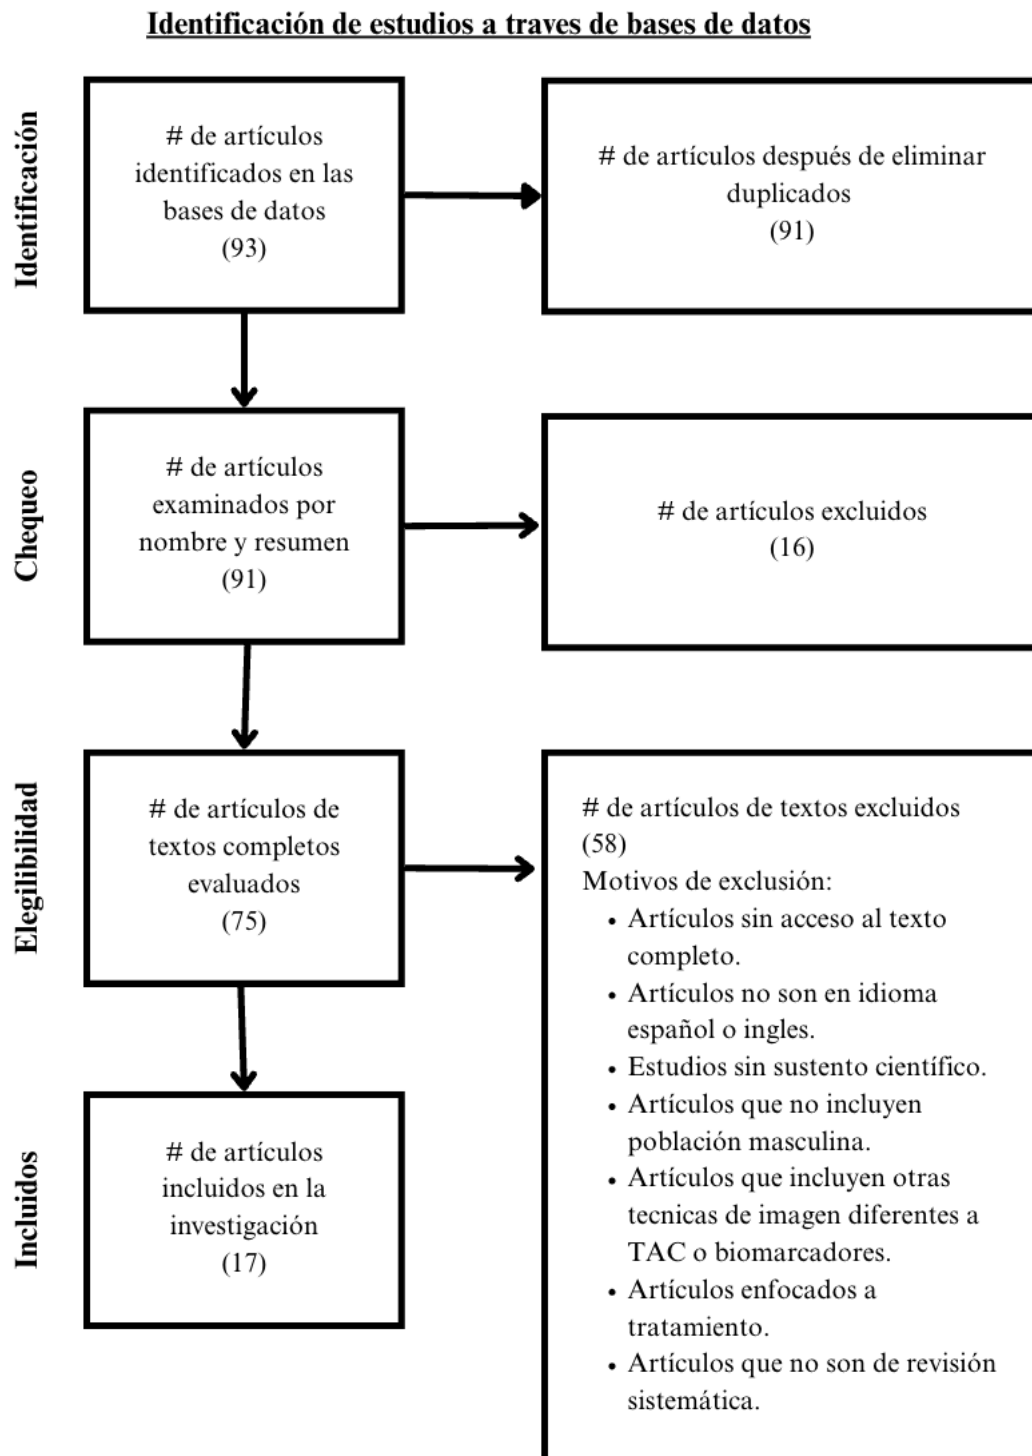 Identificación de estudios a traves de bases de datos
Identificación
# de artículos
identificados en las
bases de datos
(93)
# de artículos después de eliminar
duplicados
(91)
Chequeo
# de artículos
examinados por
nombre y resumen
(91)
# de artículos excluidos
(16)
Elegilibilidad
# de artículos de
textos completos
evaluados
(75)
# de artículos de textos excluidos
(58)
Motivos de exclusión:
• Artículos sin acceso al texto
completo.
• Artículos no son en idioma
español o ingles.
• Estudios sin sustento científico.
• Artículos que no incluyen
población masculina.
• Artículos que incluyen otras
tecnicas de imagen diferentes a
TAC o biomarcadores.
• Artículos enfocados a
tratamiento.
• Artículos que no son de revisión
sistemática.
Incluidos
# de artículos
incluidos en la
investigación
(17)